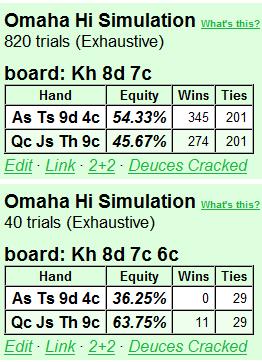 Omaha Hi Simulation What's this?
820 trials (Exhaustive)
board: Kh 8d 7c
Hand Equity Wins Ties
As Ts 9d 4c 54.33% 345 201
Qc Js Th 9c 45.67% 274 201
Edit · Link · 2+2 · Deuces Cracked
Omaha Hi Simulation What's this?
40 trials (Exhaustive)
board: Kh 8d 7c 6c
Hand Equity Wins Ties
As Ts 9d 4c 36.25% 0 29
Qc Js Th 9c 63.75% 11 29
Edit · Link · 2+2 · Deuces Cracked